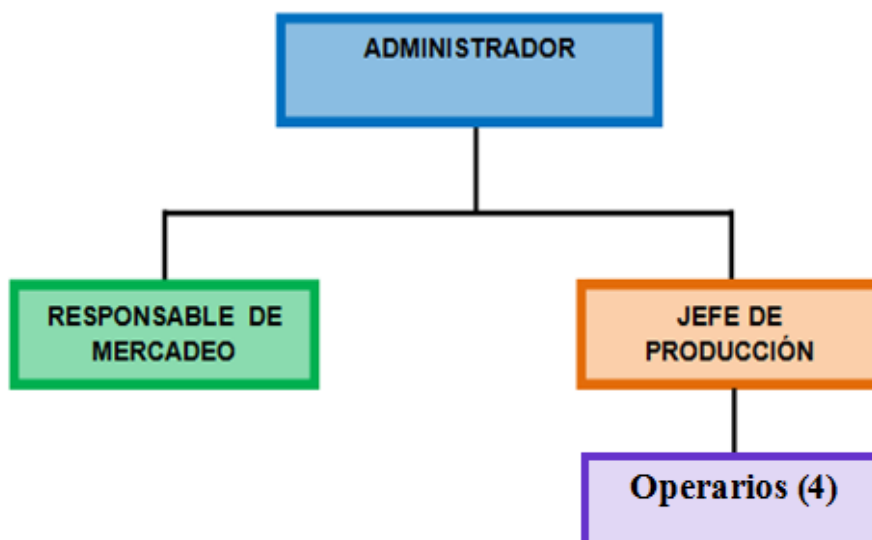 ADMINISTRADOR
RESPONSABLE DE
MERCADEO
JEFE DE
PRODUCCIÓN
Operarios (4)